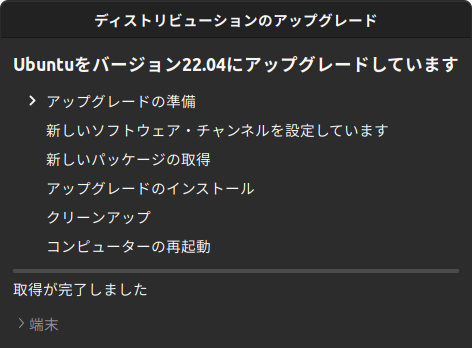 ディストリビューションのアップグレード
Ubuntuをバージョン22.04にアップグレードしています
アップグレードの準備
新しいソフトウェア・チャンネルを設定しています
新しいパッケージの取得
アップグレードのインストール
クリーンアップ
コンピューターの再起動
取得が完了しました
端末